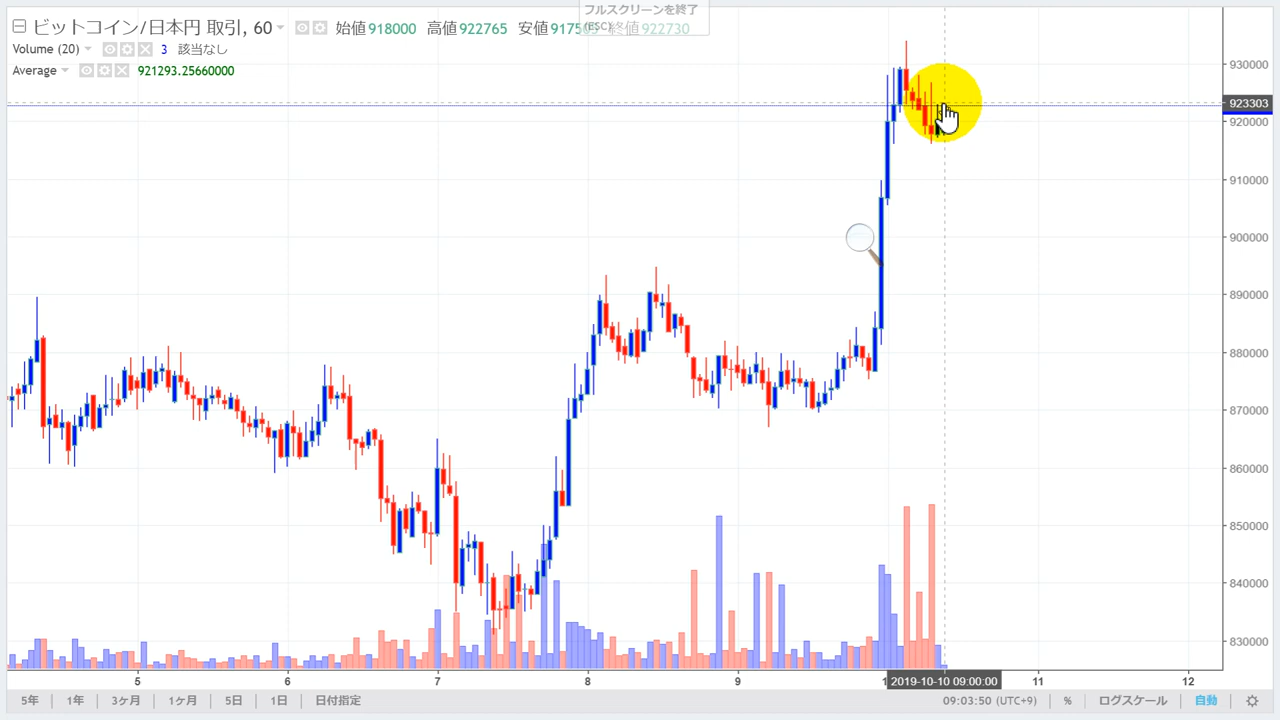 ビットコイン/日本円 取引, 60 始値918000 高値922765 安値9175 終値922730
フルスクリーンを終了
(ESC)
Volume (20) 3 該当なし
Average 921293.25660000
930000
923303
920000
910000
900000
890000
880000
870000
860000
850000
840000
830000
5 6 7 8 9 1 2019-10-10 09:00:00 11 12
5年 1年 3ヶ月 1ヶ月 5日 1日 日付指定 09:03:50 (UTC+9) % ログスケール 自動